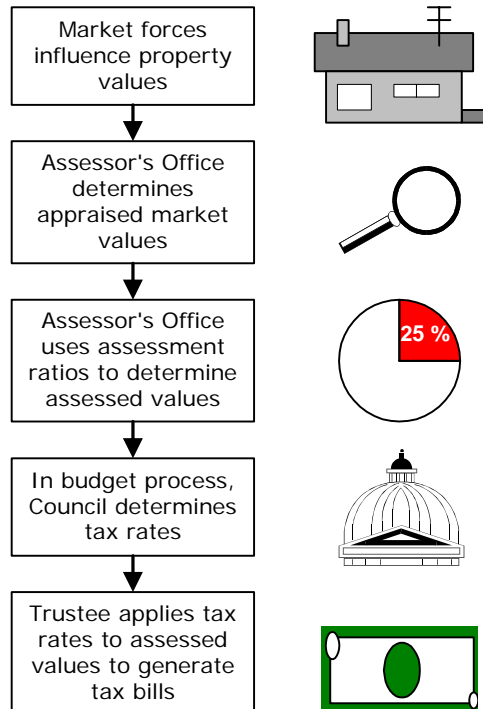 Market forces
influence property
values
Assessor's Office
determines
appraised market
values
Assessor's Office
uses assessment
ratios to determine
assessed values
25 %
In budget process,
Council determines
tax rates
Trustee applies tax
rates to assessed
values to generate
tax bills